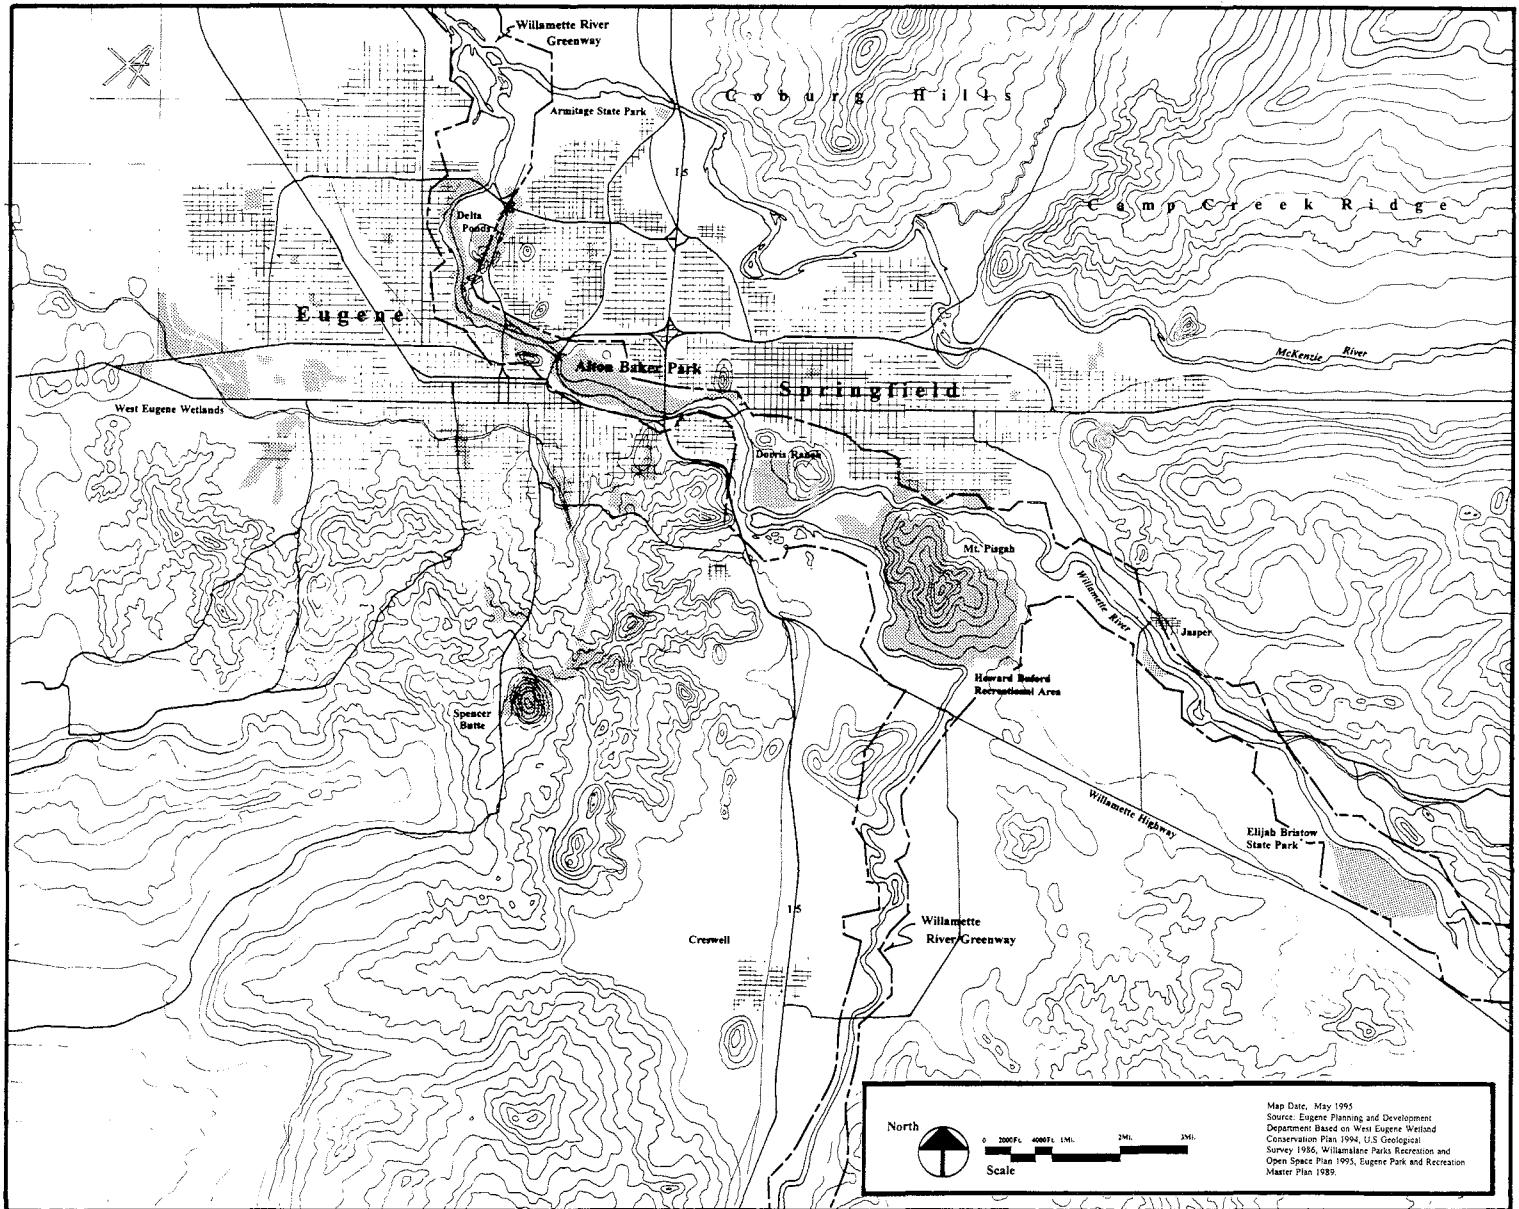 Willamette River
Greenway
Coburg Hills
Armitage State Park
I-5
Camp Creek Ridge
Delta
Ponds
Eugene
McKenzie River
Alton Baker Park
Springfield
West Eugene Wetlands
Dorris Ranch
Mt. Pisgah
Willamette River
Jasper
Howard Buford
Recreational Area
Spencer
Butte
Willamette Highway
Elijah Bristow
State Park
I-5
Willamette
River Greenway
Creswell
North
0 2000Ft. 4000Ft. 1Mi. 2Mi. 3Mi.
Scale
Map Date, May 1995
Source: Eugene Planning and Development
Department Based on West Eugene Wetland
Conservation Plan 1994, U.S Geological
Survey 1986, Willamalane Parks Recreation and
Open Space Plan 1995, Eugene Park and Recreation
Master Plan 1989.